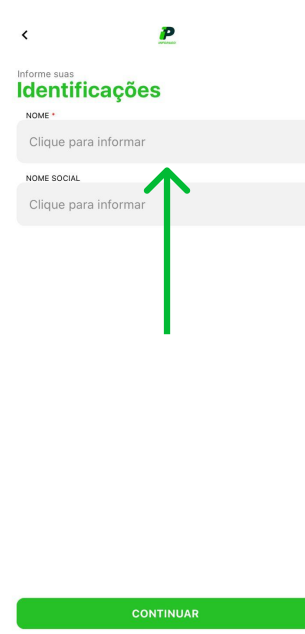 Informe suas
Identificações
NOME *
Clique para informar
NOME SOCIAL
Clique para informar
CONTINUAR